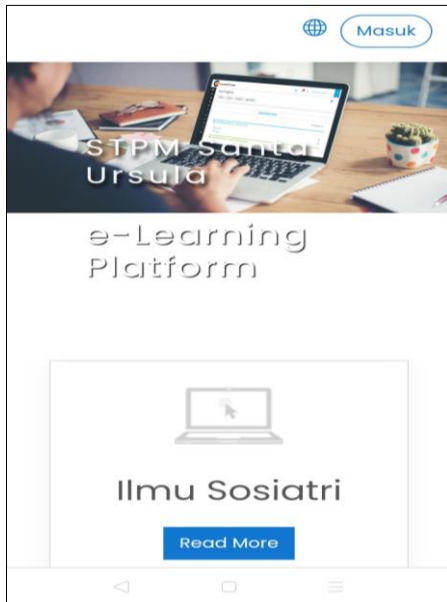 Masuk
STPM Santa
Ursula
e-Learning
Platform
Ilmu Sosiatri
Read More